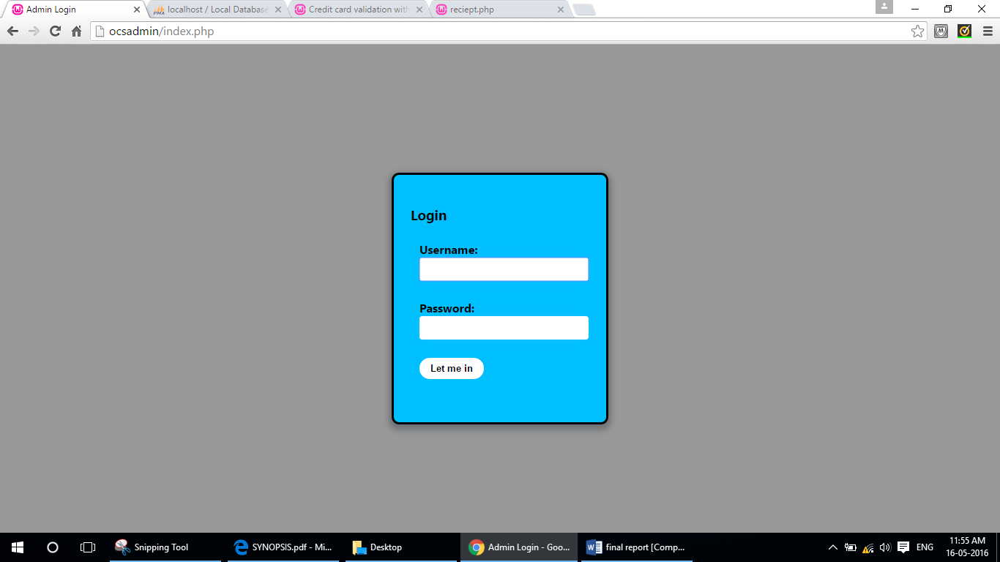 Admin Login
localhost / Local Database
Credit card validation with
reciept.php
ocsadmin/index.php
Login
Username:
Password:
Let me in
Snipping Tool
SYNOPSIS.pdf - Mi...
Desktop
Admin Login - Goo...
final report [Comp...
ENG
11:55 AM
16-05-2016